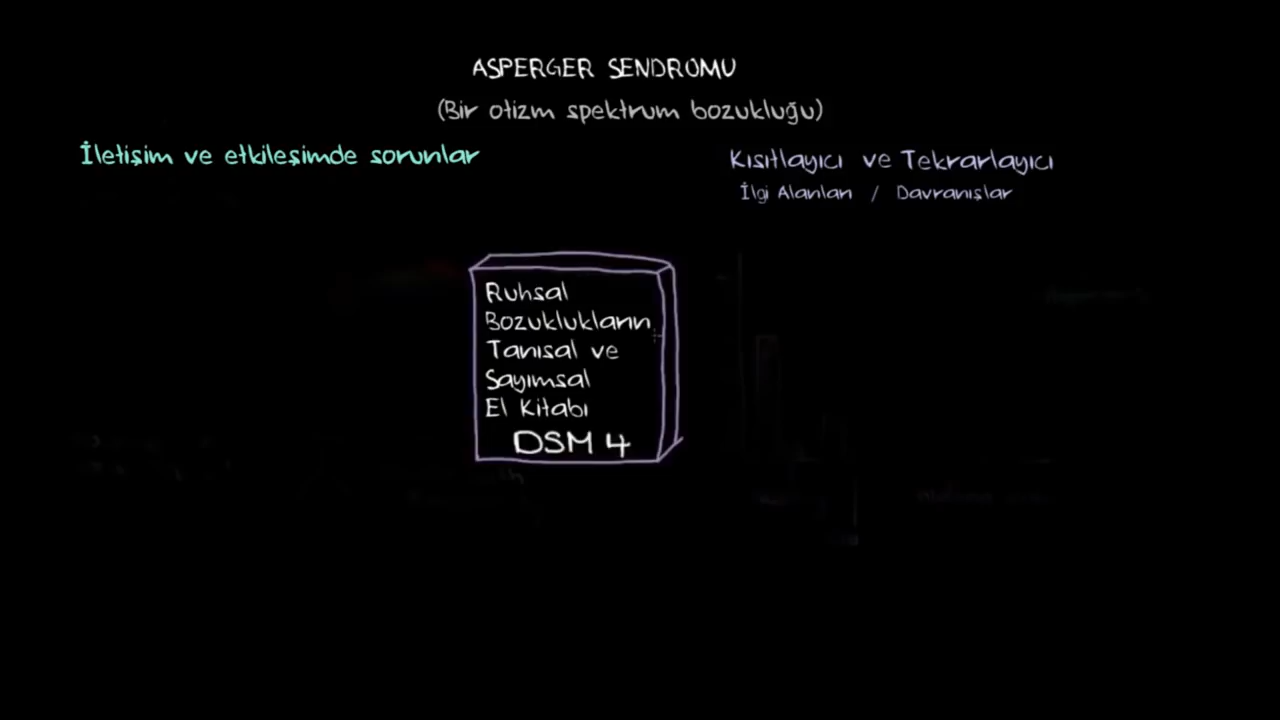 ASPERGER SENDROMU
(Bir otizm spektrum bozukluğu)
İletişim ve etkileşimde sorunlar
Kısıtlayıcı ve Tekrarlayıcı
İlgi Alanları / Davranışlar
Ruhsal
Bozuklukların
Tanısal ve
Sayımsal
El Kitabı
DSM 4